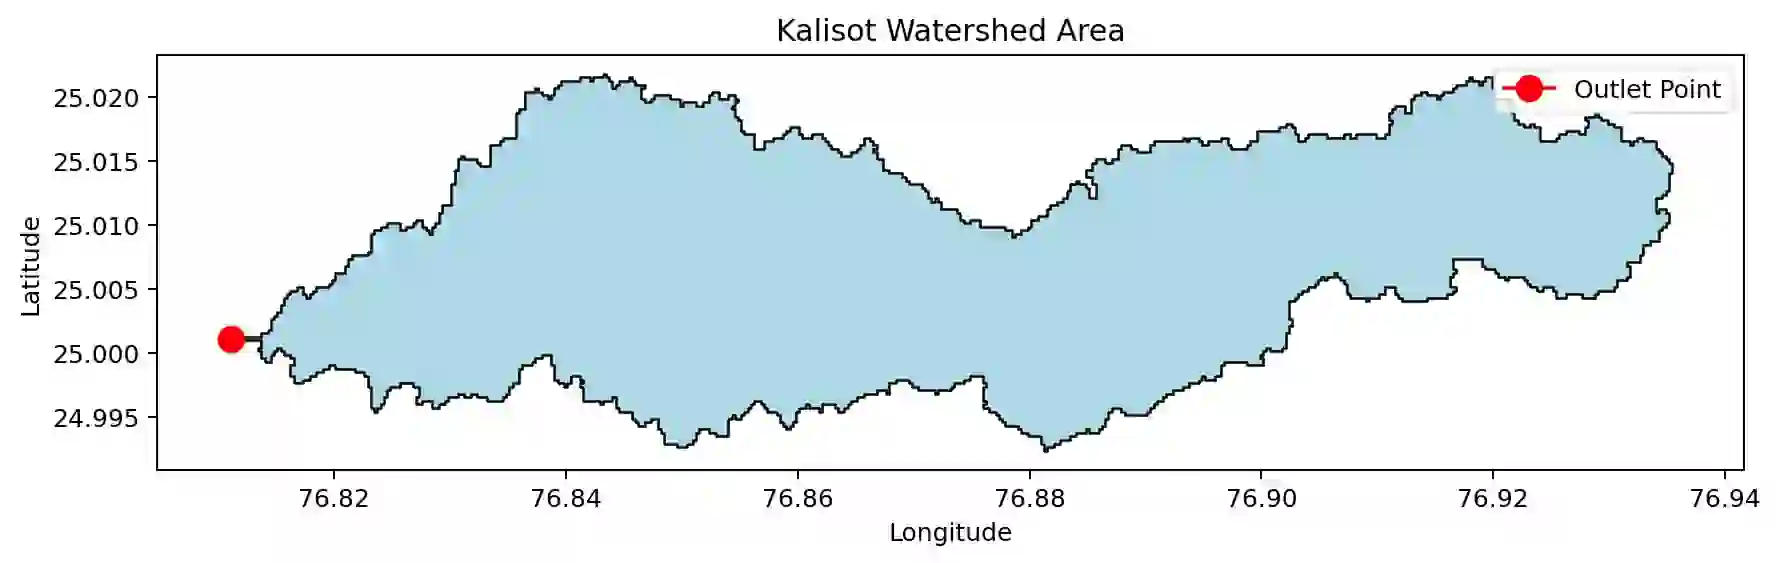 Kalisot Watershed Area
Outlet Point
25.020
25.015
25.010
25.005
25.000
24.995
Latitude
76.82 76.84 76.86 76.88 76.90 76.92 76.94
Longitude